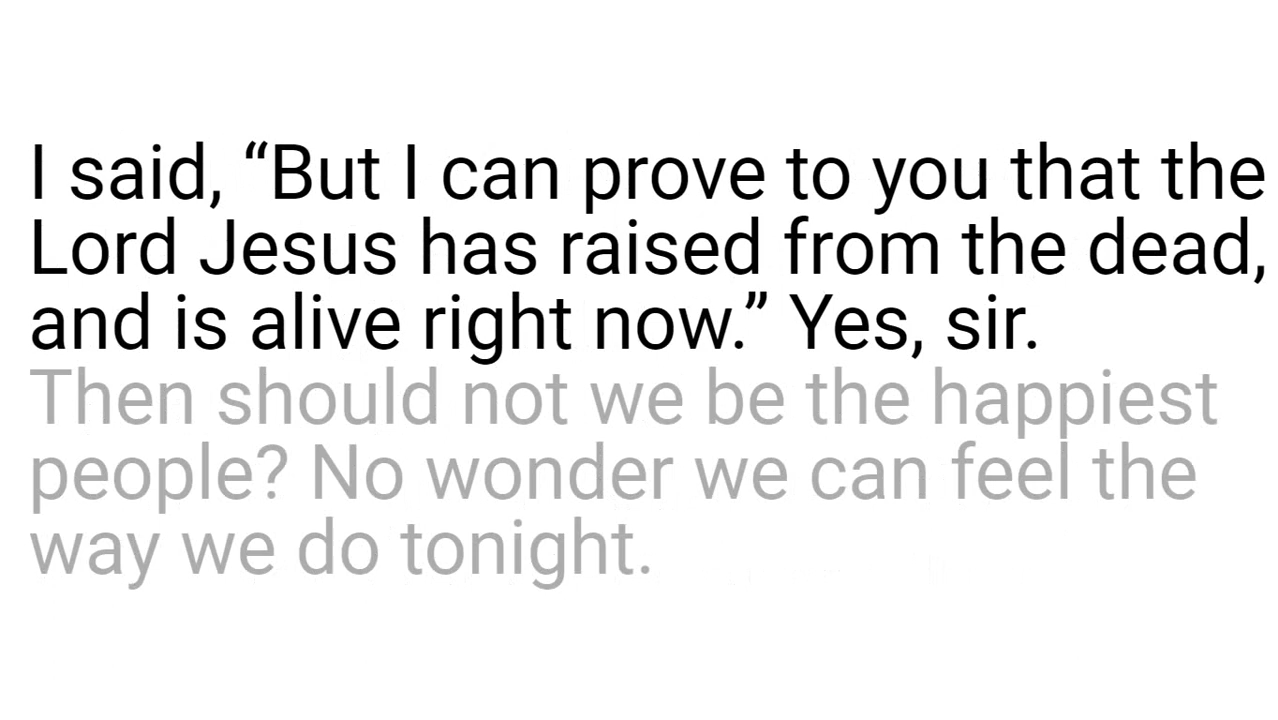 I said, “But I can prove to you that the
Lord Jesus has raised from the dead,
and is alive right now.” Yes, sir.
Then should not we be the happiest
people? No wonder we can feel the
way we do tonight.